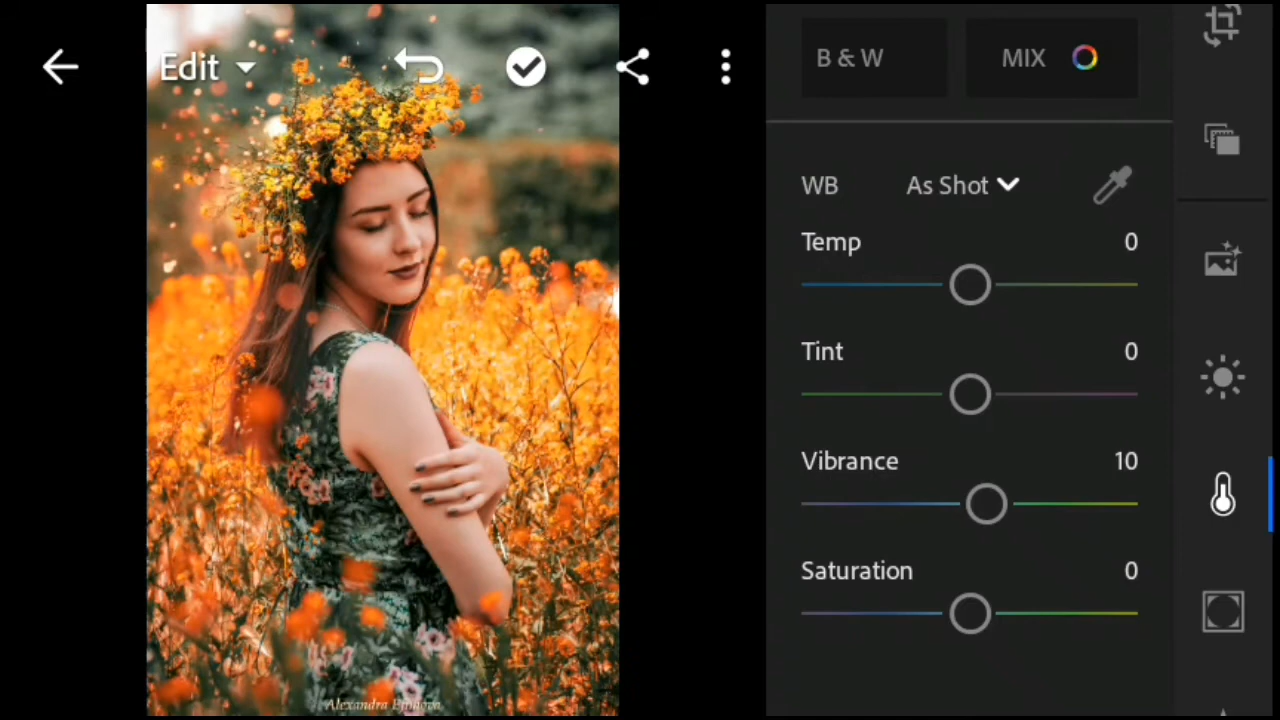 Edit
B & W
MIX
WB
As Shot
Temp
0
Tint
0
Vibrance
10
Saturation
0
Alexandra